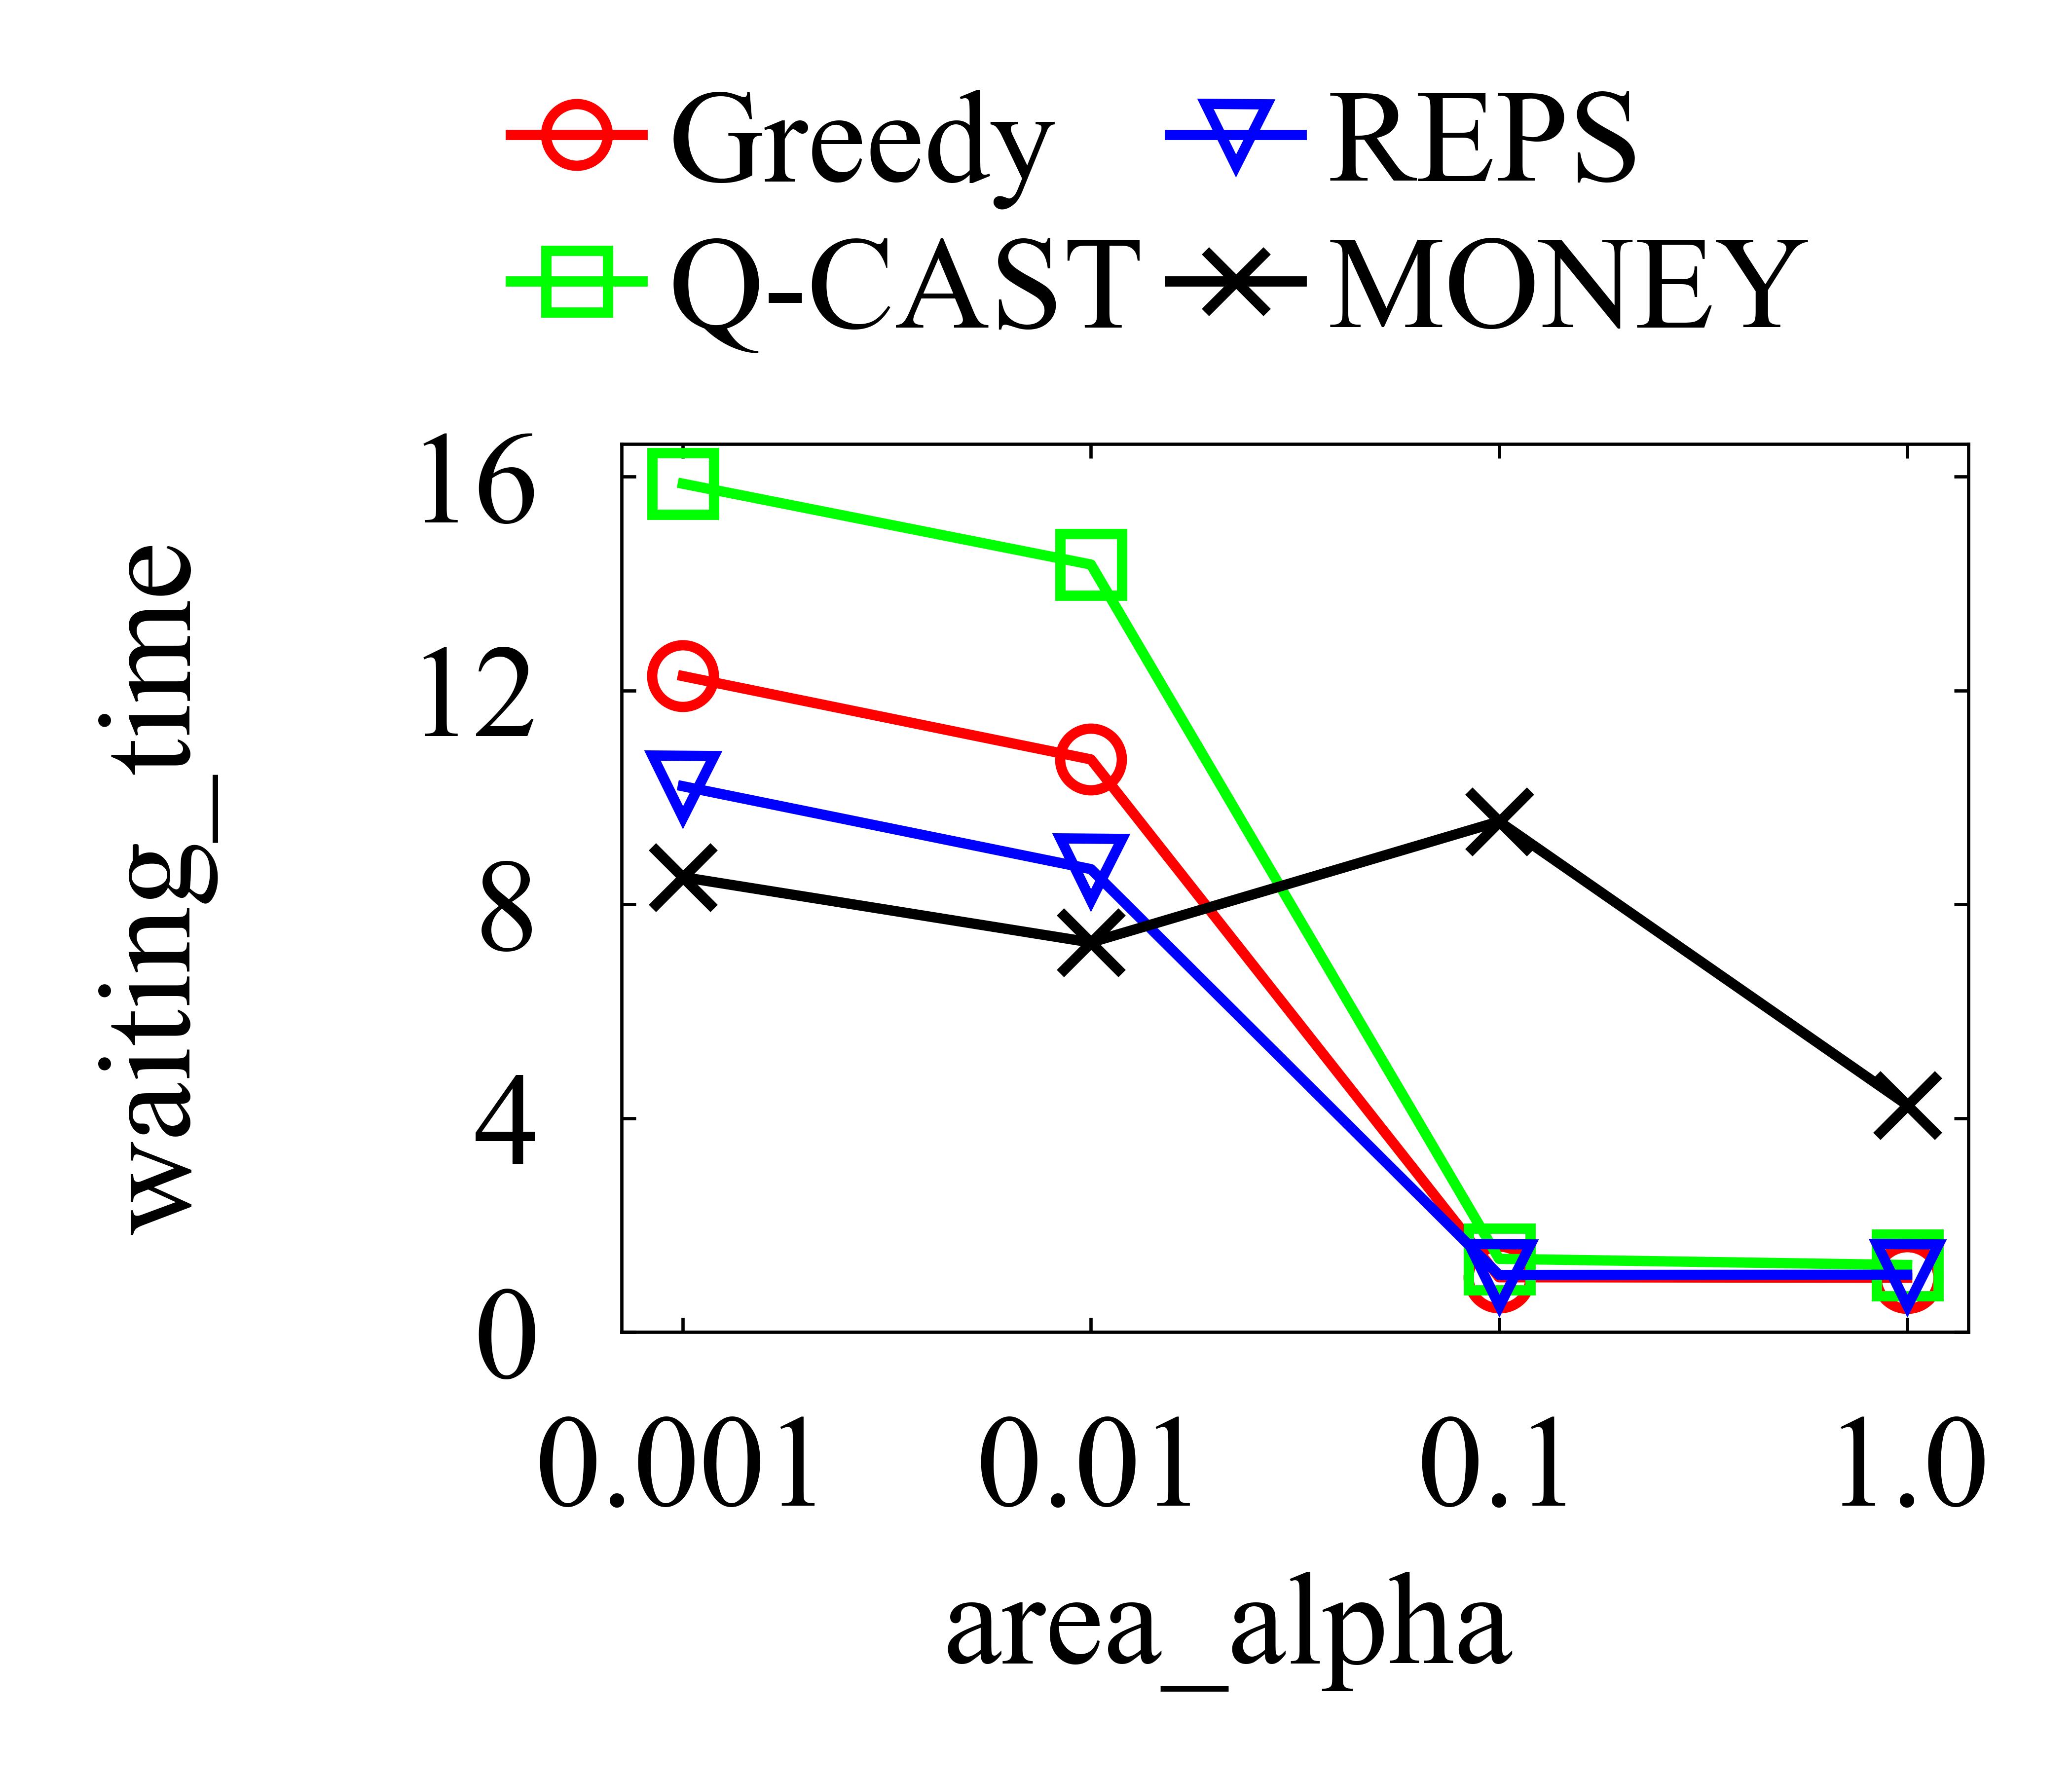 Greedy REPS
Q-CAST MONEY
16
12
8
4
0
waiting_time
0.001 0.01 0.1 1.0
area_alpha